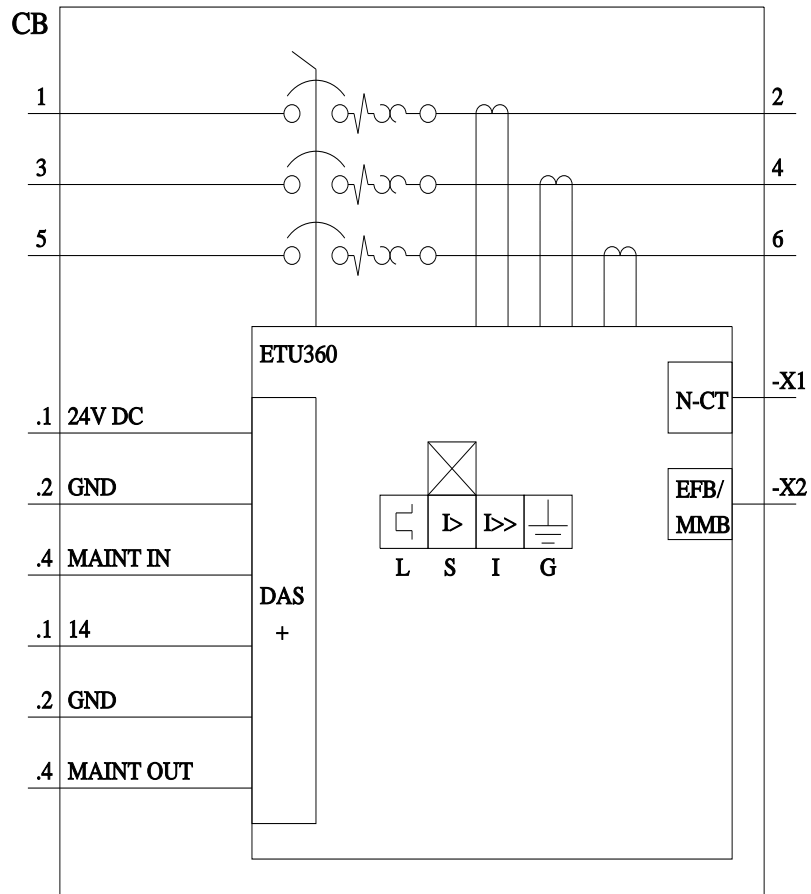 CB
1
2
3
4
5
6
ETU360
-X1
N-CT
.1 24V DC
.2 GND
EFB/
MMB
-X2
I>
I>>
.4 MAINT IN
L S I G
DAS
+
.1 14
.2 GND
.4 MAINT OUT